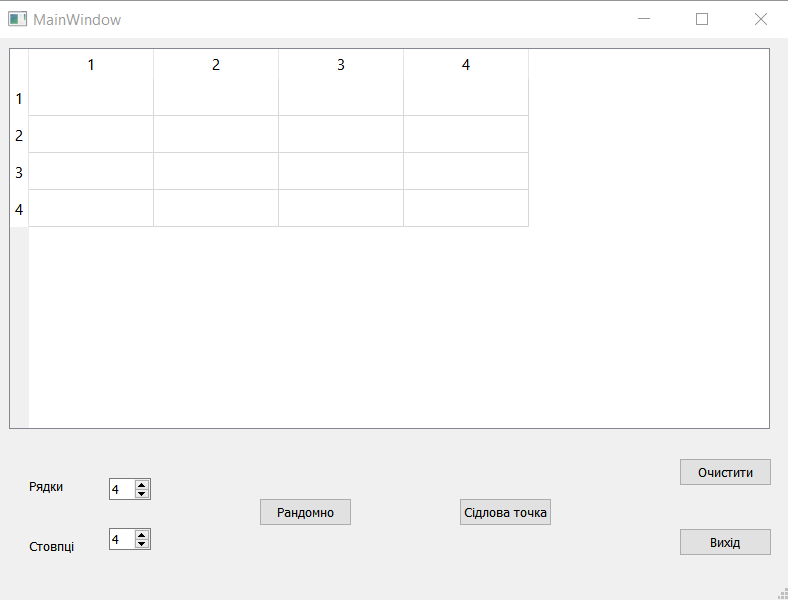 MainWindow
1 2 3 4
1
2
3
4
Рядки 4
Стовпці 4
Рандомно
Сідлова точка
Очистити
Вихід